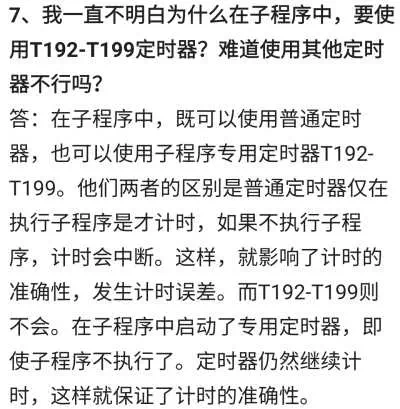 7、我一直不明白为什么在子程序中，要使
用T192-T199定时器？难道使用其他定时
器不行吗？
答：在子程序中，既可以使用普通定时
器，也可以使用子程序专用定时器T192-
T199。他们两者的区别是普通定时器仅在
执行子程序是才计时，如果不执行子程
序，计时会中断。这样，就影响了计时的
准确性，发生计时误差。而T192-T199则
不会。在子程序中启动了专用定时器，即
使子程序不执行了。定时器仍然继续计
时，这样就保证了计时的准确性。